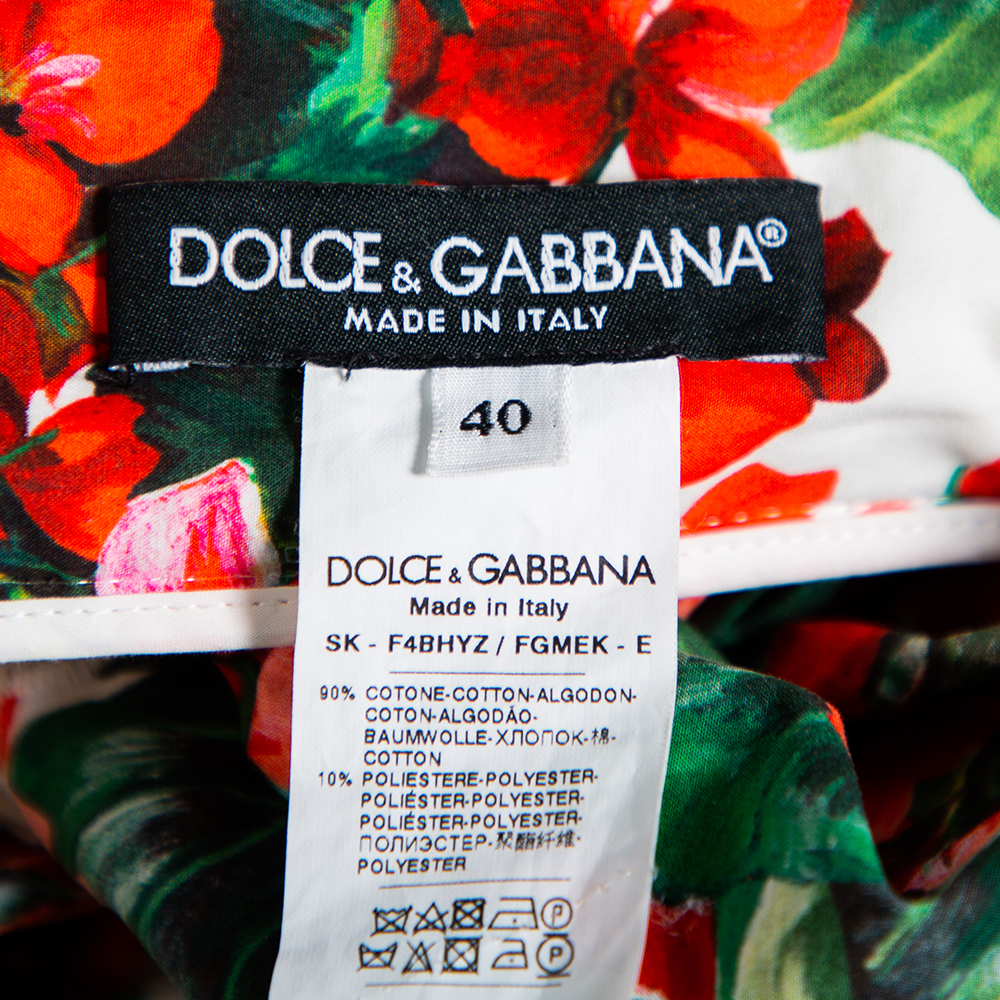 DOLCE & GABBANA®
MADE IN ITALY
40
DOLCE & GABBANA
Made in Italy
SK - F4BHYZ / FGMEK - E
90% COTONE-COTTON-ALGODON-
COTON-ALGODÃO-
BAUMWOLLE-ХЛОПОК-棉-
COTTON
10% POLIESTERE-POLYESTER-
POLIÉSTER-POLYESTER-
POLIÉSTER-POLYESTER-
ПОЛИЭСТЕР-聚酯纤维-
POLYESTER
P
P